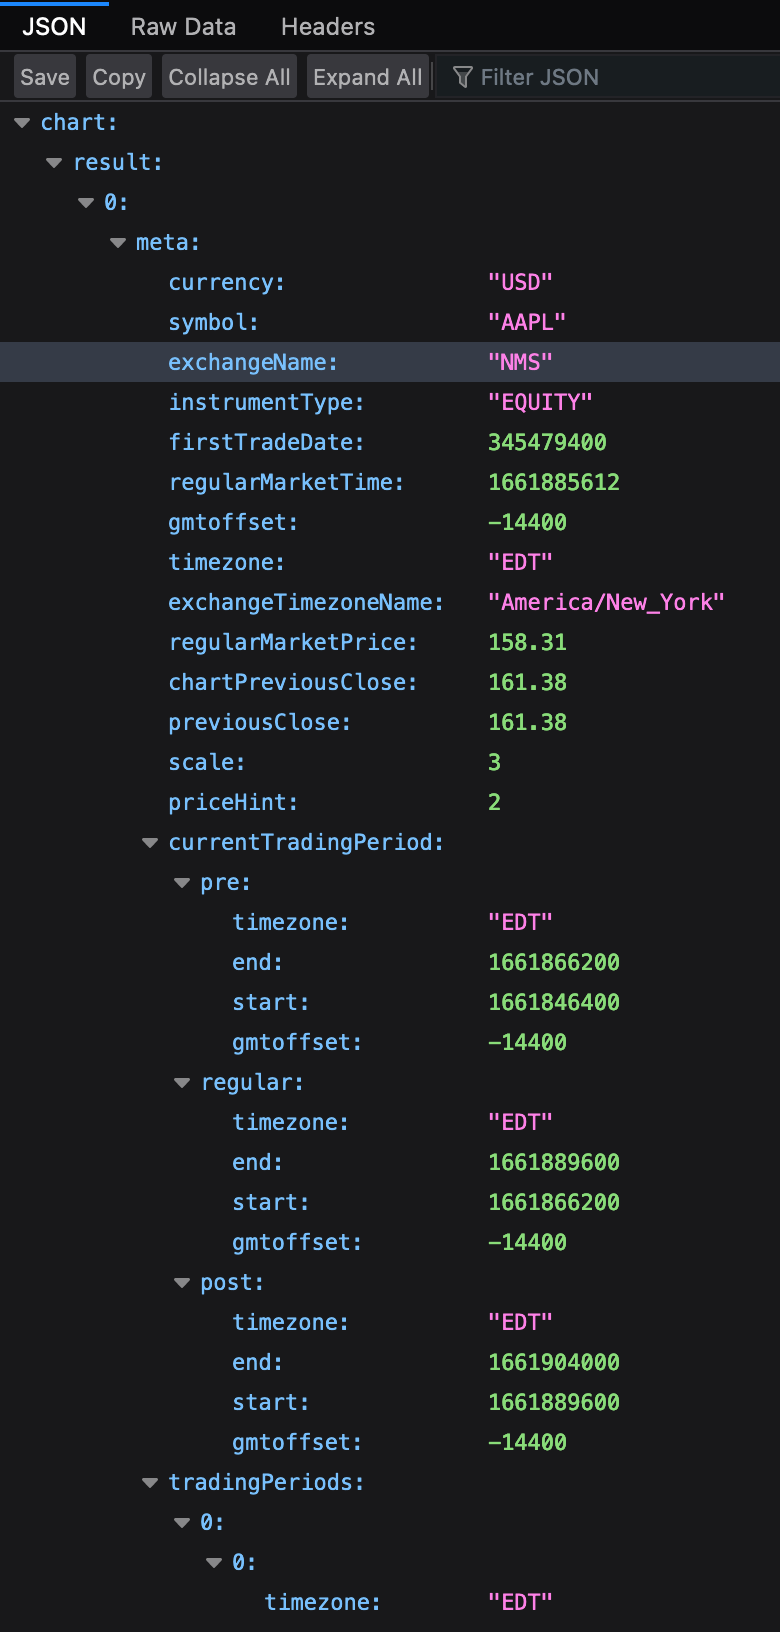 JSON Raw Data Headers
Save Copy Collapse All Expand All Filter JSON
chart:
result:
0:
meta:
currency: "USD"
symbol: "AAPL"
exchangeName: "NMS"
instrumentType: "EQUITY"
firstTradeDate: 345479400
regularMarketTime: 1661885612
gmtoffset: -14400
timezone: "EDT"
exchangeTimezoneName: "America/New_York"
regularMarketPrice: 158.31
chartPreviousClose: 161.38
previousClose: 161.38
scale: 3
priceHint: 2
currentTradingPeriod:
pre:
timezone: "EDT"
end: 1661866200
start: 1661846400
gmtoffset: -14400
regular:
timezone: "EDT"
end: 1661889600
start: 1661866200
gmtoffset: -14400
post:
timezone: "EDT"
end: 1661904000
start: 1661889600
gmtoffset: -14400
tradingPeriods:
0:
0:
timezone: "EDT"